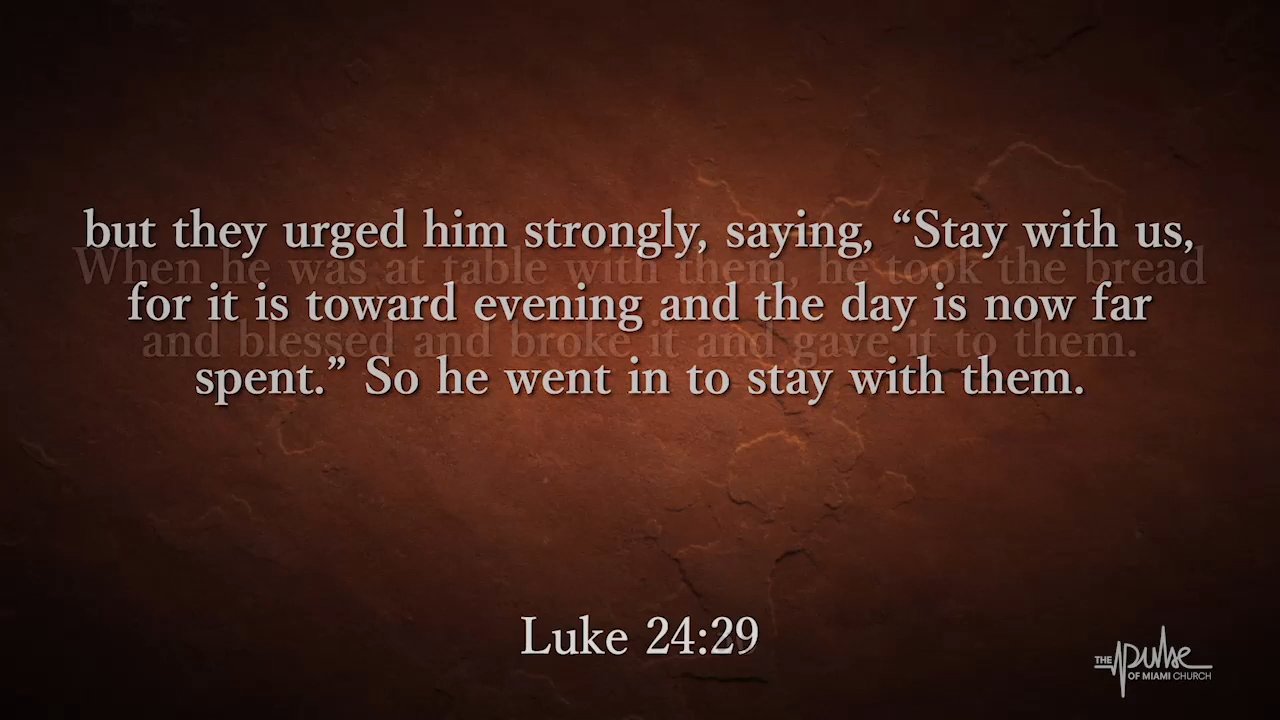 but they urged him strongly, saying, “Stay with us,
When he was at table with them, he took the bread
for it is toward evening and the day is now far
and blessed and broke it and gave it to them.
spent.” So he went in to stay with them.
Luke 24:29
THE pulse
OF MIAMI CHURCH